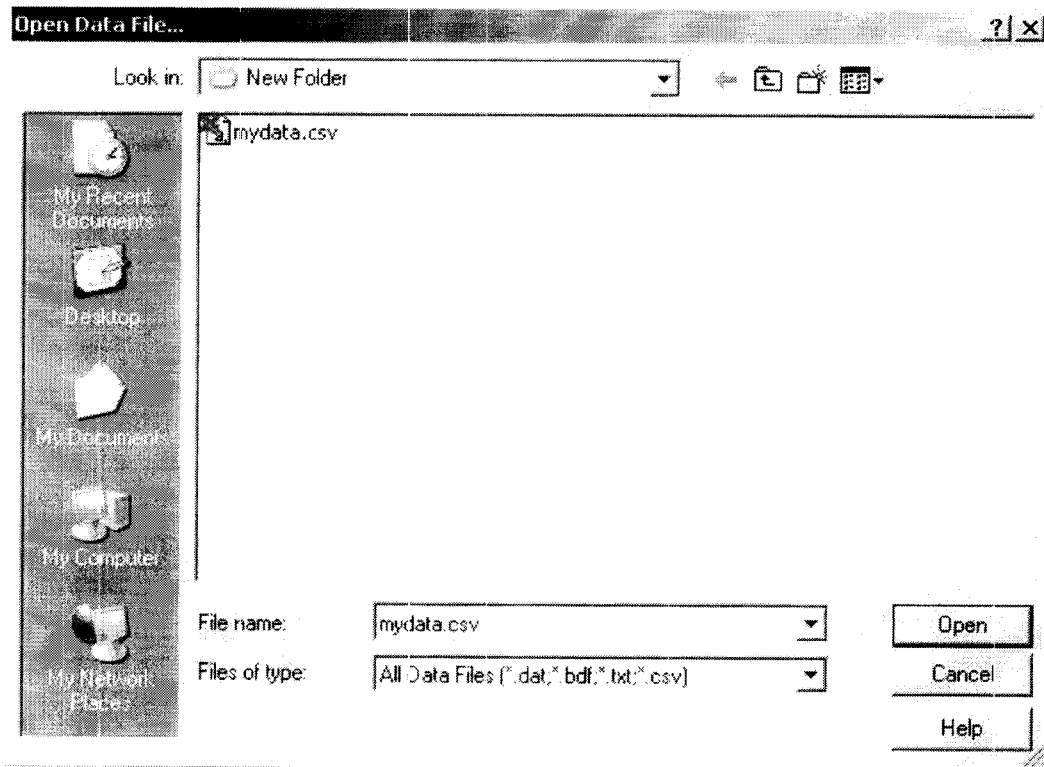 Open Data File...
Look in: New Folder
mydata.csv
My Recent
Documents
Desktop
My Documents
My Computer
My Network
Places
File name: mydata.csv Open
Files of type: All Data Files (*.dat;*.bdf;*.txt;*.csv) Cancel
Help